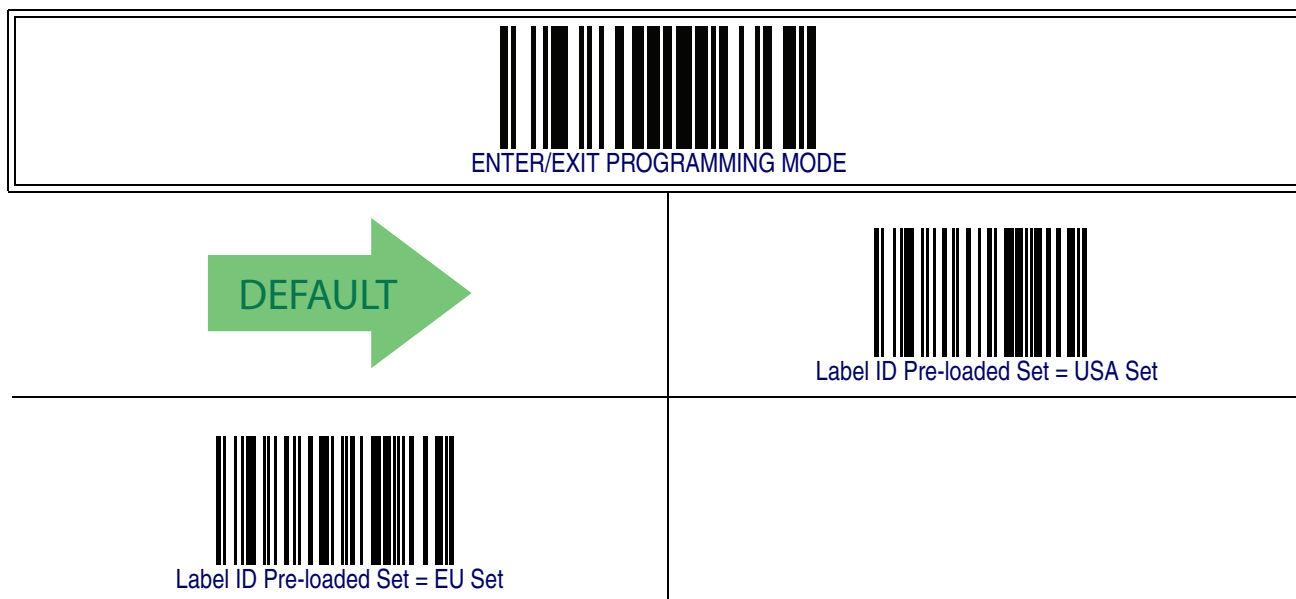 ENTER/EXIT PROGRAMMING MODE
DEFAULT
Label ID Pre-loaded Set = USA Set
Label ID Pre-loaded Set = EU Set